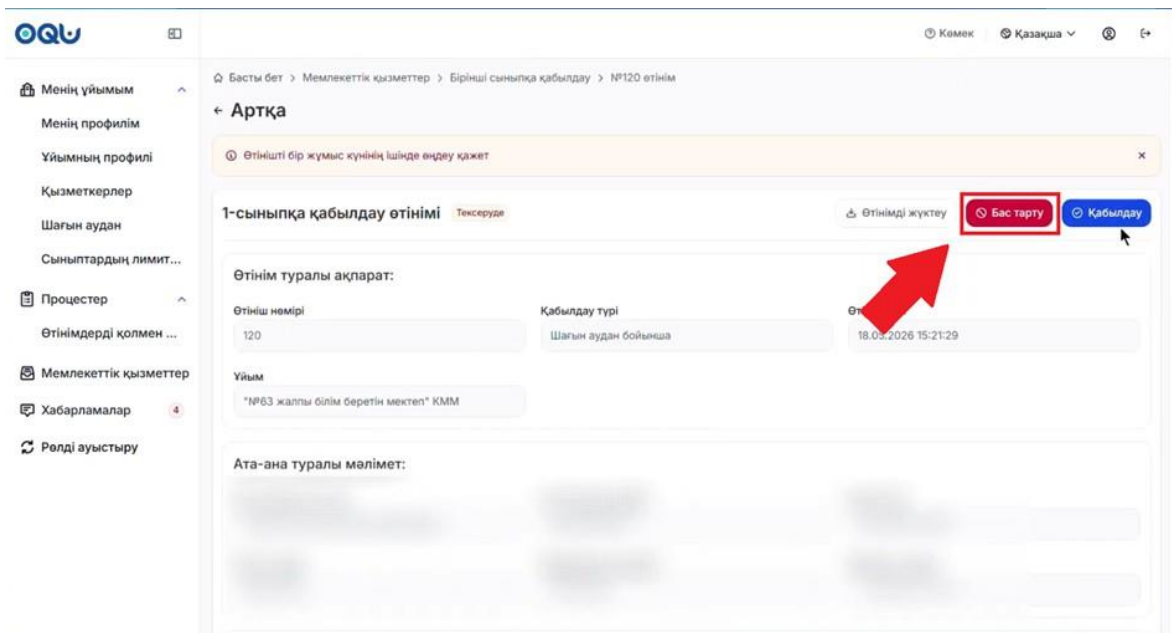 OQU
Көмек
Қазақша
Менің ұйымым
Менің профилім
Ұйымның профилі
Қызметкерлер
Шағын аудан
Сыныптардың лимит...
Процестер
Өтінімдерді қолмен ...
Мемлекеттік қызметтер
Хабарламалар 4
Рөлді ауыстыру
Басты бет > Мемлекеттік қызметтер > Бірінші сыныпқа қабылдау > №120 өтінім
← Артқа
Өтінішті бір жұмыс күнінің ішінде өңдеу қажет
1-сыныпқа қабылдау өтінімі Тексеруде
Өтінімді жүктеу Бас тарту Қабылдау
Өтінім туралы ақпарат:
Өтініш нөмірі Қабылдау түрі
120 Шағын аудан бойынша 18.05.2026 15:21:29
Ұйым
"№63 жалпы білім беретін мектеп" КММ
Ата-ана туралы мәлімет: